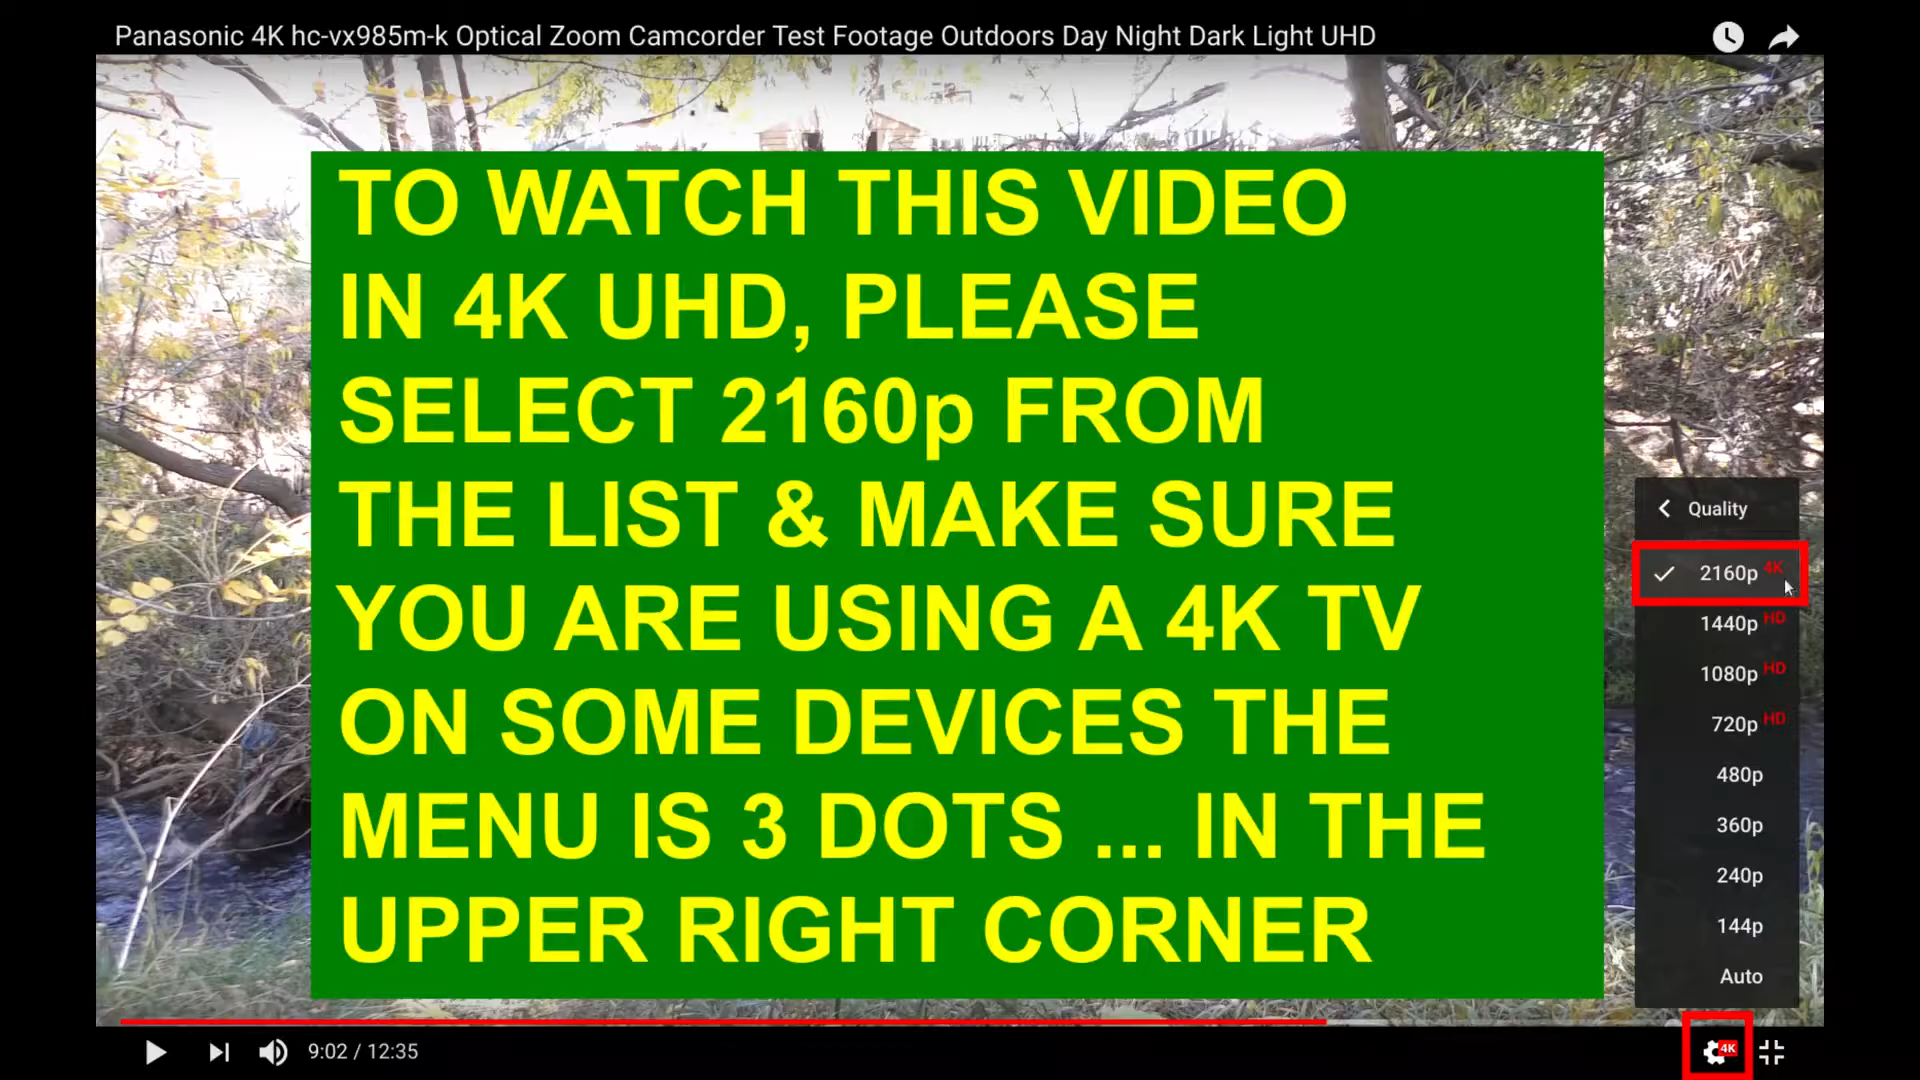 Panasonic 4K hc-vx985m-k Optical Zoom Camcorder Test Footage Outdoors Day Night Dark Light UHD
TO WATCH THIS VIDEO
IN 4K UHD, PLEASE
SELECT 2160p FROM
THE LIST & MAKE SURE
YOU ARE USING A 4K TV
ON SOME DEVICES THE
MENU IS 3 DOTS ... IN THE
UPPER RIGHT CORNER
Quality
2160p 4K
1440p HD
1080p HD
720p HD
480p
360p
240p
144p
Auto
9:02 / 12:35
4K